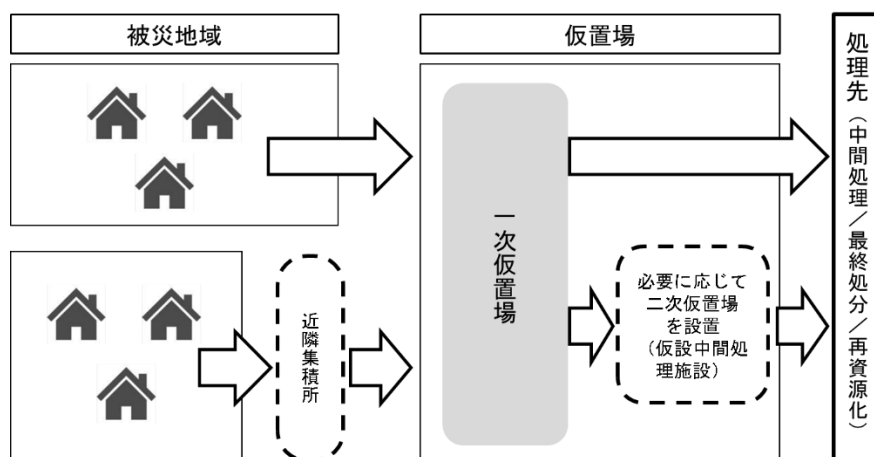 被災地域
仮置場
処理先（中間処理／最終処分／再資源化）
一次仮置場
近隣集積所
必要に応じて
二次仮置場
を設置
（仮設中間処
理施設）